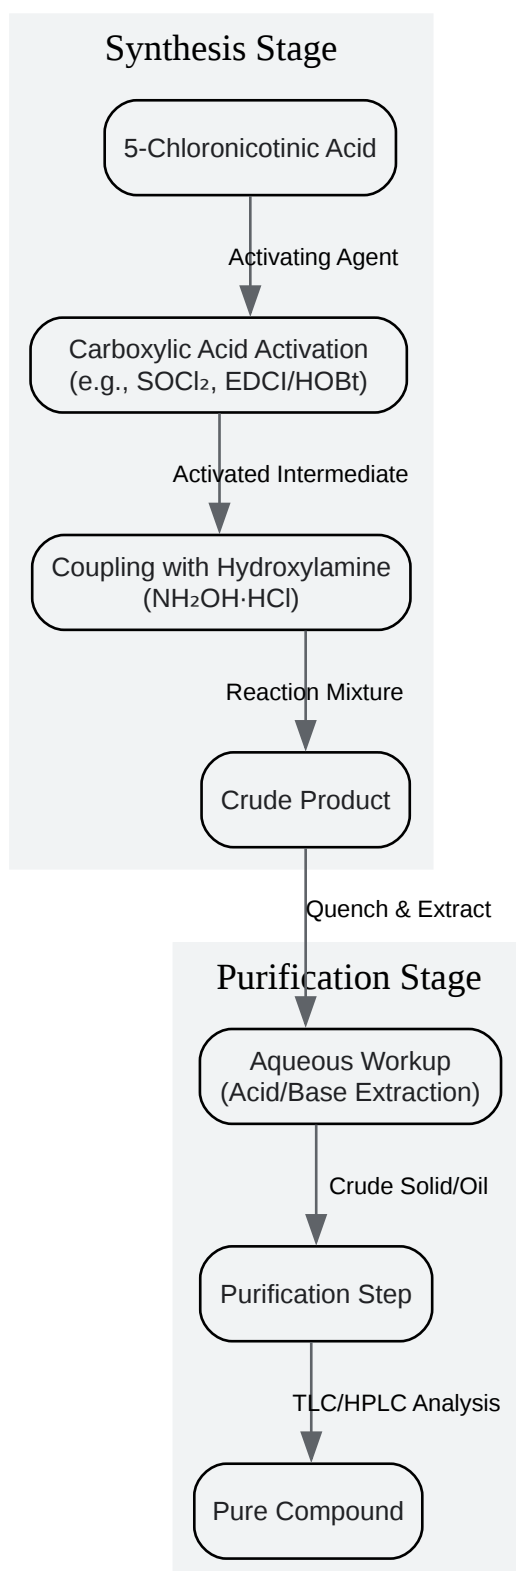 Synthesis Stage
5-Chloronicotinic Acid
Activating Agent
Carboxylic Acid Activation
(e.g., SOCl₂, EDCI/HOBt)
Activated Intermediate
Coupling with Hydroxylamine
(NH₂OH·HCl)
Reaction Mixture
Crude Product
Quench & Extract
Purification Stage
Aqueous Workup
(Acid/Base Extraction)
Crude Solid/Oil
Purification Step
TLC/HPLC Analysis
Pure Compound